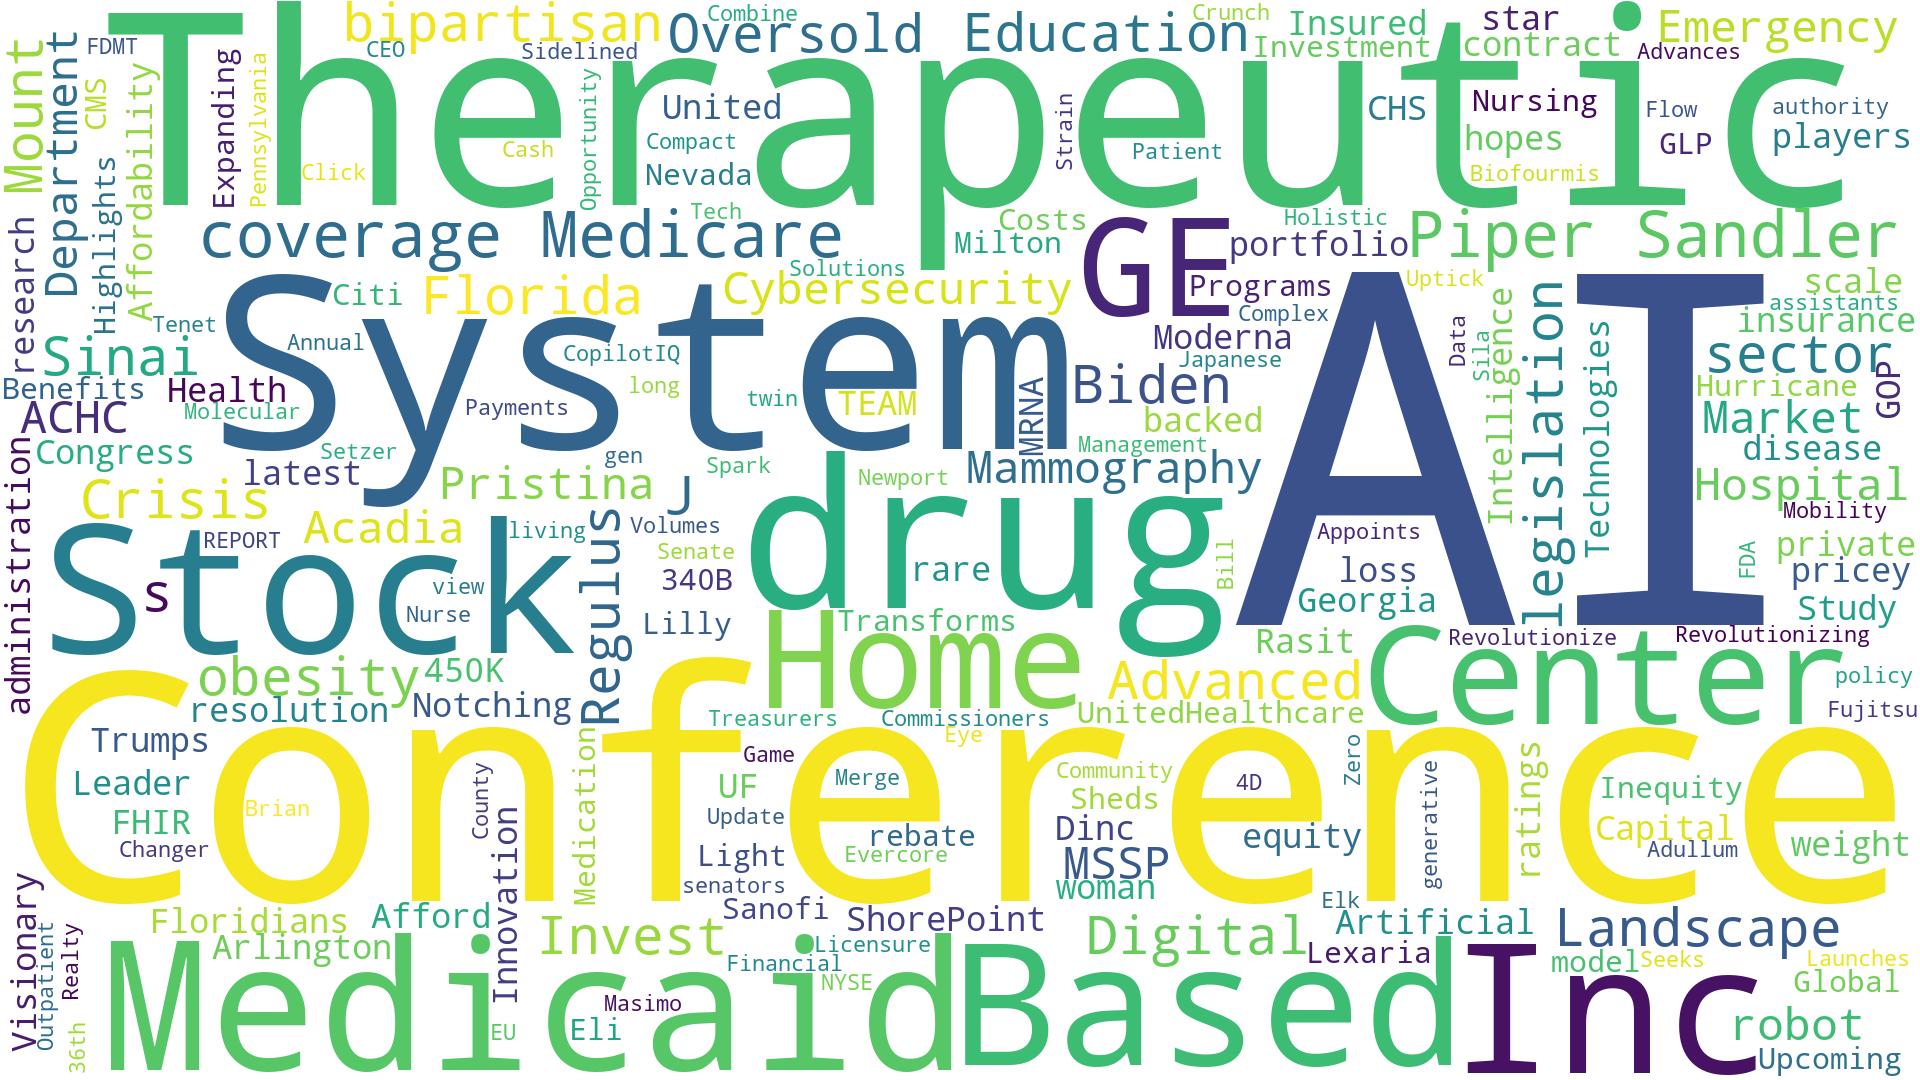 Therapeutic
AI
Conference
System
Stock
drug
Medicaid
Based
Inc
Home
Center
GE
bipartisan
Combine
Oversold
Education
Crunch
Insured
star
Emergency
FDMT
CEO
Sidelined
Investment
contract
Advances
Mount
Department
CMS
Affordability
Expanding
Pennsylvania
Click
Cash
Opportunity
United
Compact
Nevada
Strain
Patient
CHS
Nursing
hopes
Biofourmis
Flow
GLP
authority
players
research
Highlights
coverage
Medicare
Tech
Costs
Milton
Solutions
Holistic
portfolio
Piper Sandler
Programs
Complex
Uptick
scale
assistants
insurance
Tenet
Sinai
Citi
Florida
Cybersecurity
Annual
CopilotIQ
Moderna
Japanese
Data
Sila
Intelligence
legislation
Technologies
sector
Benefits
Health
ACHC
Molecular
Payments
long
twin
TEAM
MRNA
Biden
backed
Management
Hurricane
GOP
Market
disease
Congress
Setzer
latest
gen
Spark
Newport
Mammography
Hospital
Crisis
Pristina
J
Mobility
administration
REPORT
Acadia
living
Regulus
Volumes
Senate
340B
rare
Bill
Appoints
loss
Georgia
FDA
private
pricey
Study
s
view
Nurse
Lilly
Transforms
Rasit
Revolutionize
Revolutionizing
obesity
450K
resolution
Notching
Treasurers
Commissioners
Advanced
UnitedHealthcare
policy
Fujitsu
Trumps
Leader
Brian
FHIR
Changer
County
Innovation
Medication
Game
Eye
UF
Merge
Update
rebate
Light
Evercore
senators
Community
Sheds
Dinc
MSSP
woman
4D
equity
Zero
generative
ratings
Inequity
Capital
Adullum
weight
Visionary
Outpatient
Realty
36th
Floridians
Arlington
Afford
Invest
Sanofi
ShorePoint
Licensure
Financial
NYSE
Masimo
EU
Eli
Digital
Elk
Artificial
Lexaria
Landscape
model
Seeks
Launches
Global
robot
Upcoming